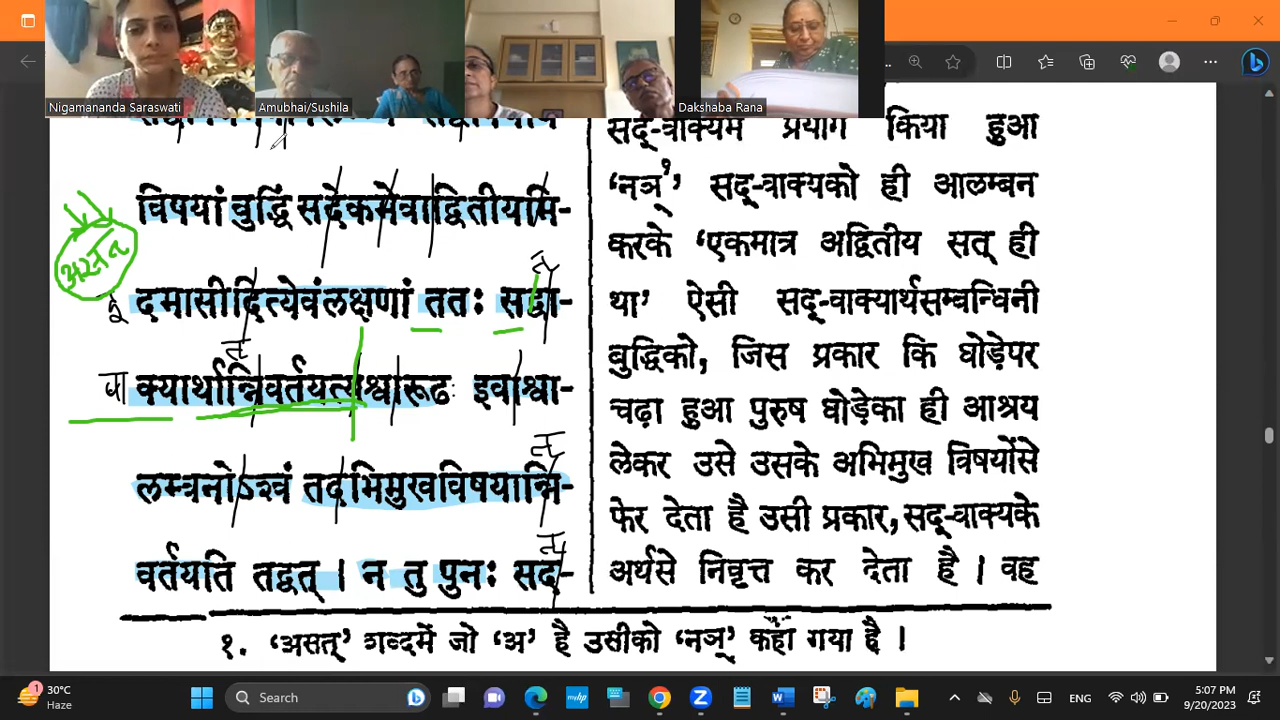 Nigamananda Saraswati
Amubhai/Sushila
Dakshaba Rana
विषयां बुद्धिं सदेकमेवाद्वितीयमि-
दमासीदित्येवंलक्षणां ततः सद्वा-
क्यार्थान्निवर्तयत्यश्वारूढ इवाश्वा-
लम्बनोऽश्वं तदभिमुखविषयान्नि-
वर्तयति तद्वत् । न तु पुनः सद-
सद्-वाक्यमें प्रयोग किया हुआ
‘नञ्१’ सद्-वाक्यको ही आलम्बन
करके ‘एकमात्र अद्वितीय सत् ही
था’ ऐसी सद्-वाक्यार्थसम्बन्धिनी
बुद्धिको, जिस प्रकार कि घोड़ेपर
चढ़ा हुआ पुरुष घोड़ेका ही आश्रय
लेकर उसे उसके अभिमुख विषयोंसे
फेर देता है उसी प्रकार, सद्-वाक्यके
अर्थसे निवृत्त कर देता है । वह
१. ‘असत्’ शब्दमें जो ‘अ’ है उसीको ‘नञ्’ कहा गया है ।
1
30°C
Haze
Search
ENG
5:07 PM
9/20/2023